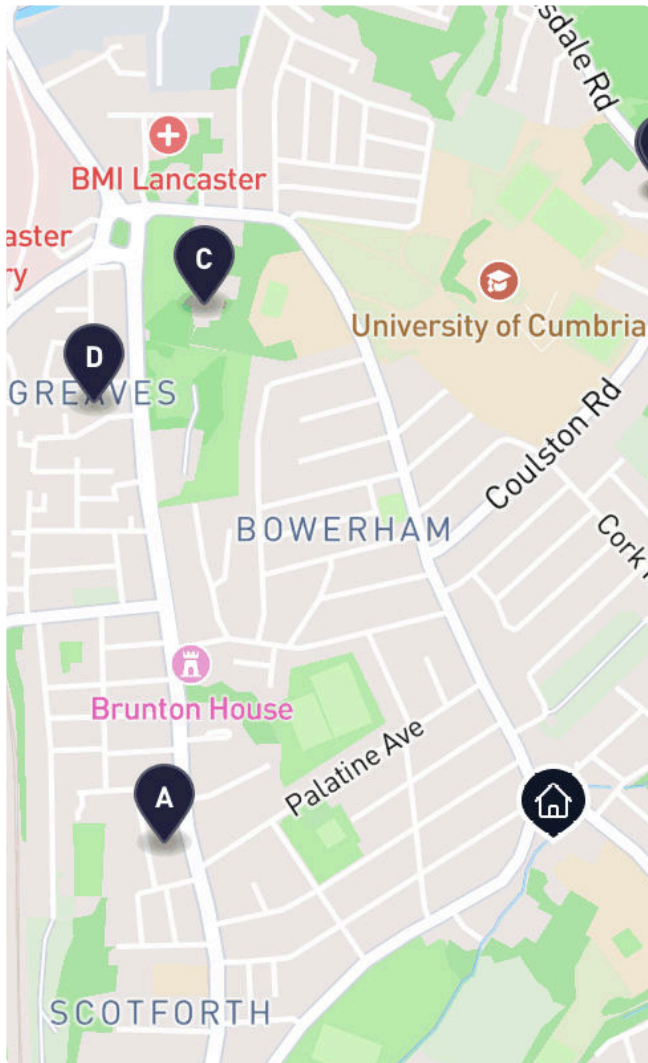 sdale Rd
BMI Lancaster
aster
ry
C
University of Cumbria
D
GREAVES
Coulston Rd
BOWERHAM
Cork
Brunton House
Palatine Ave
A
SCOTFORTH